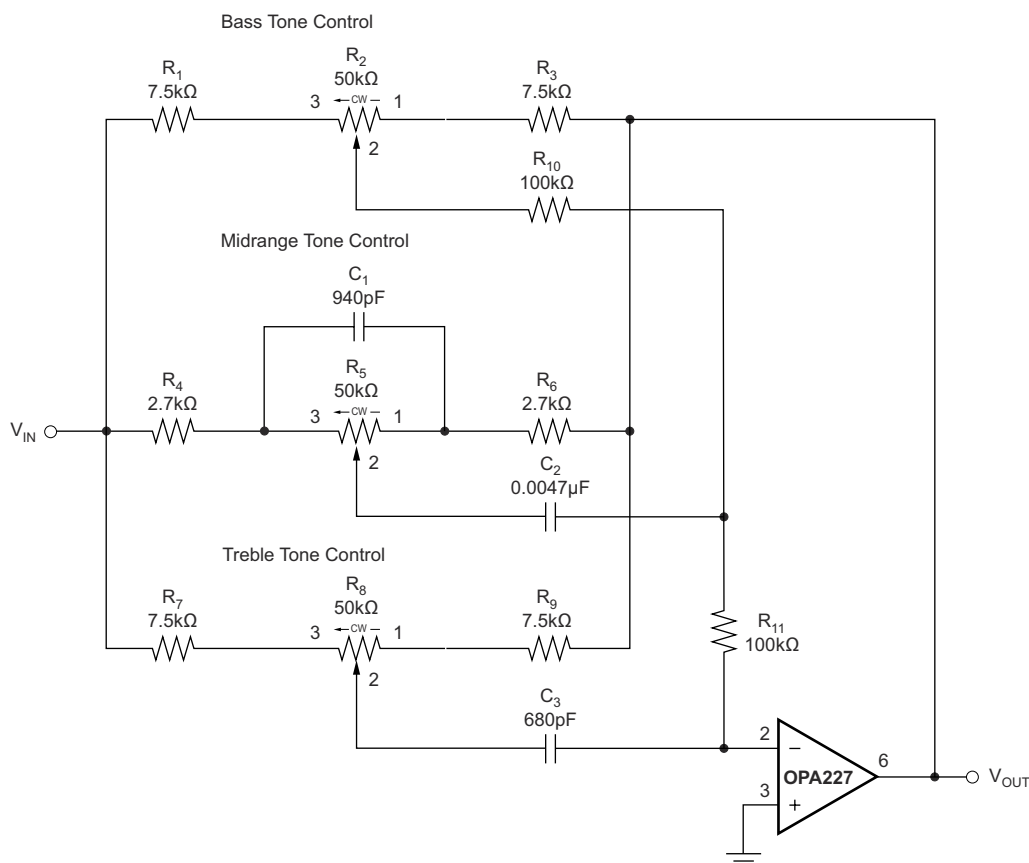 Bass Tone Control
R1
7.5kΩ
R2
50kΩ
R3
7.5kΩ
3 CW 1
2
R10
100kΩ
Midrange Tone Control
C1
940pF
R4
2.7kΩ
R5
50kΩ
R6
2.7kΩ
3 CW 1
2
VIN
C2
0.0047µF
Treble Tone Control
R7
7.5kΩ
R8
50kΩ
R9
7.5kΩ
3 CW 1
2
R11
100kΩ
C3
680pF
2
−
OPA227
6
3
+
VOUT